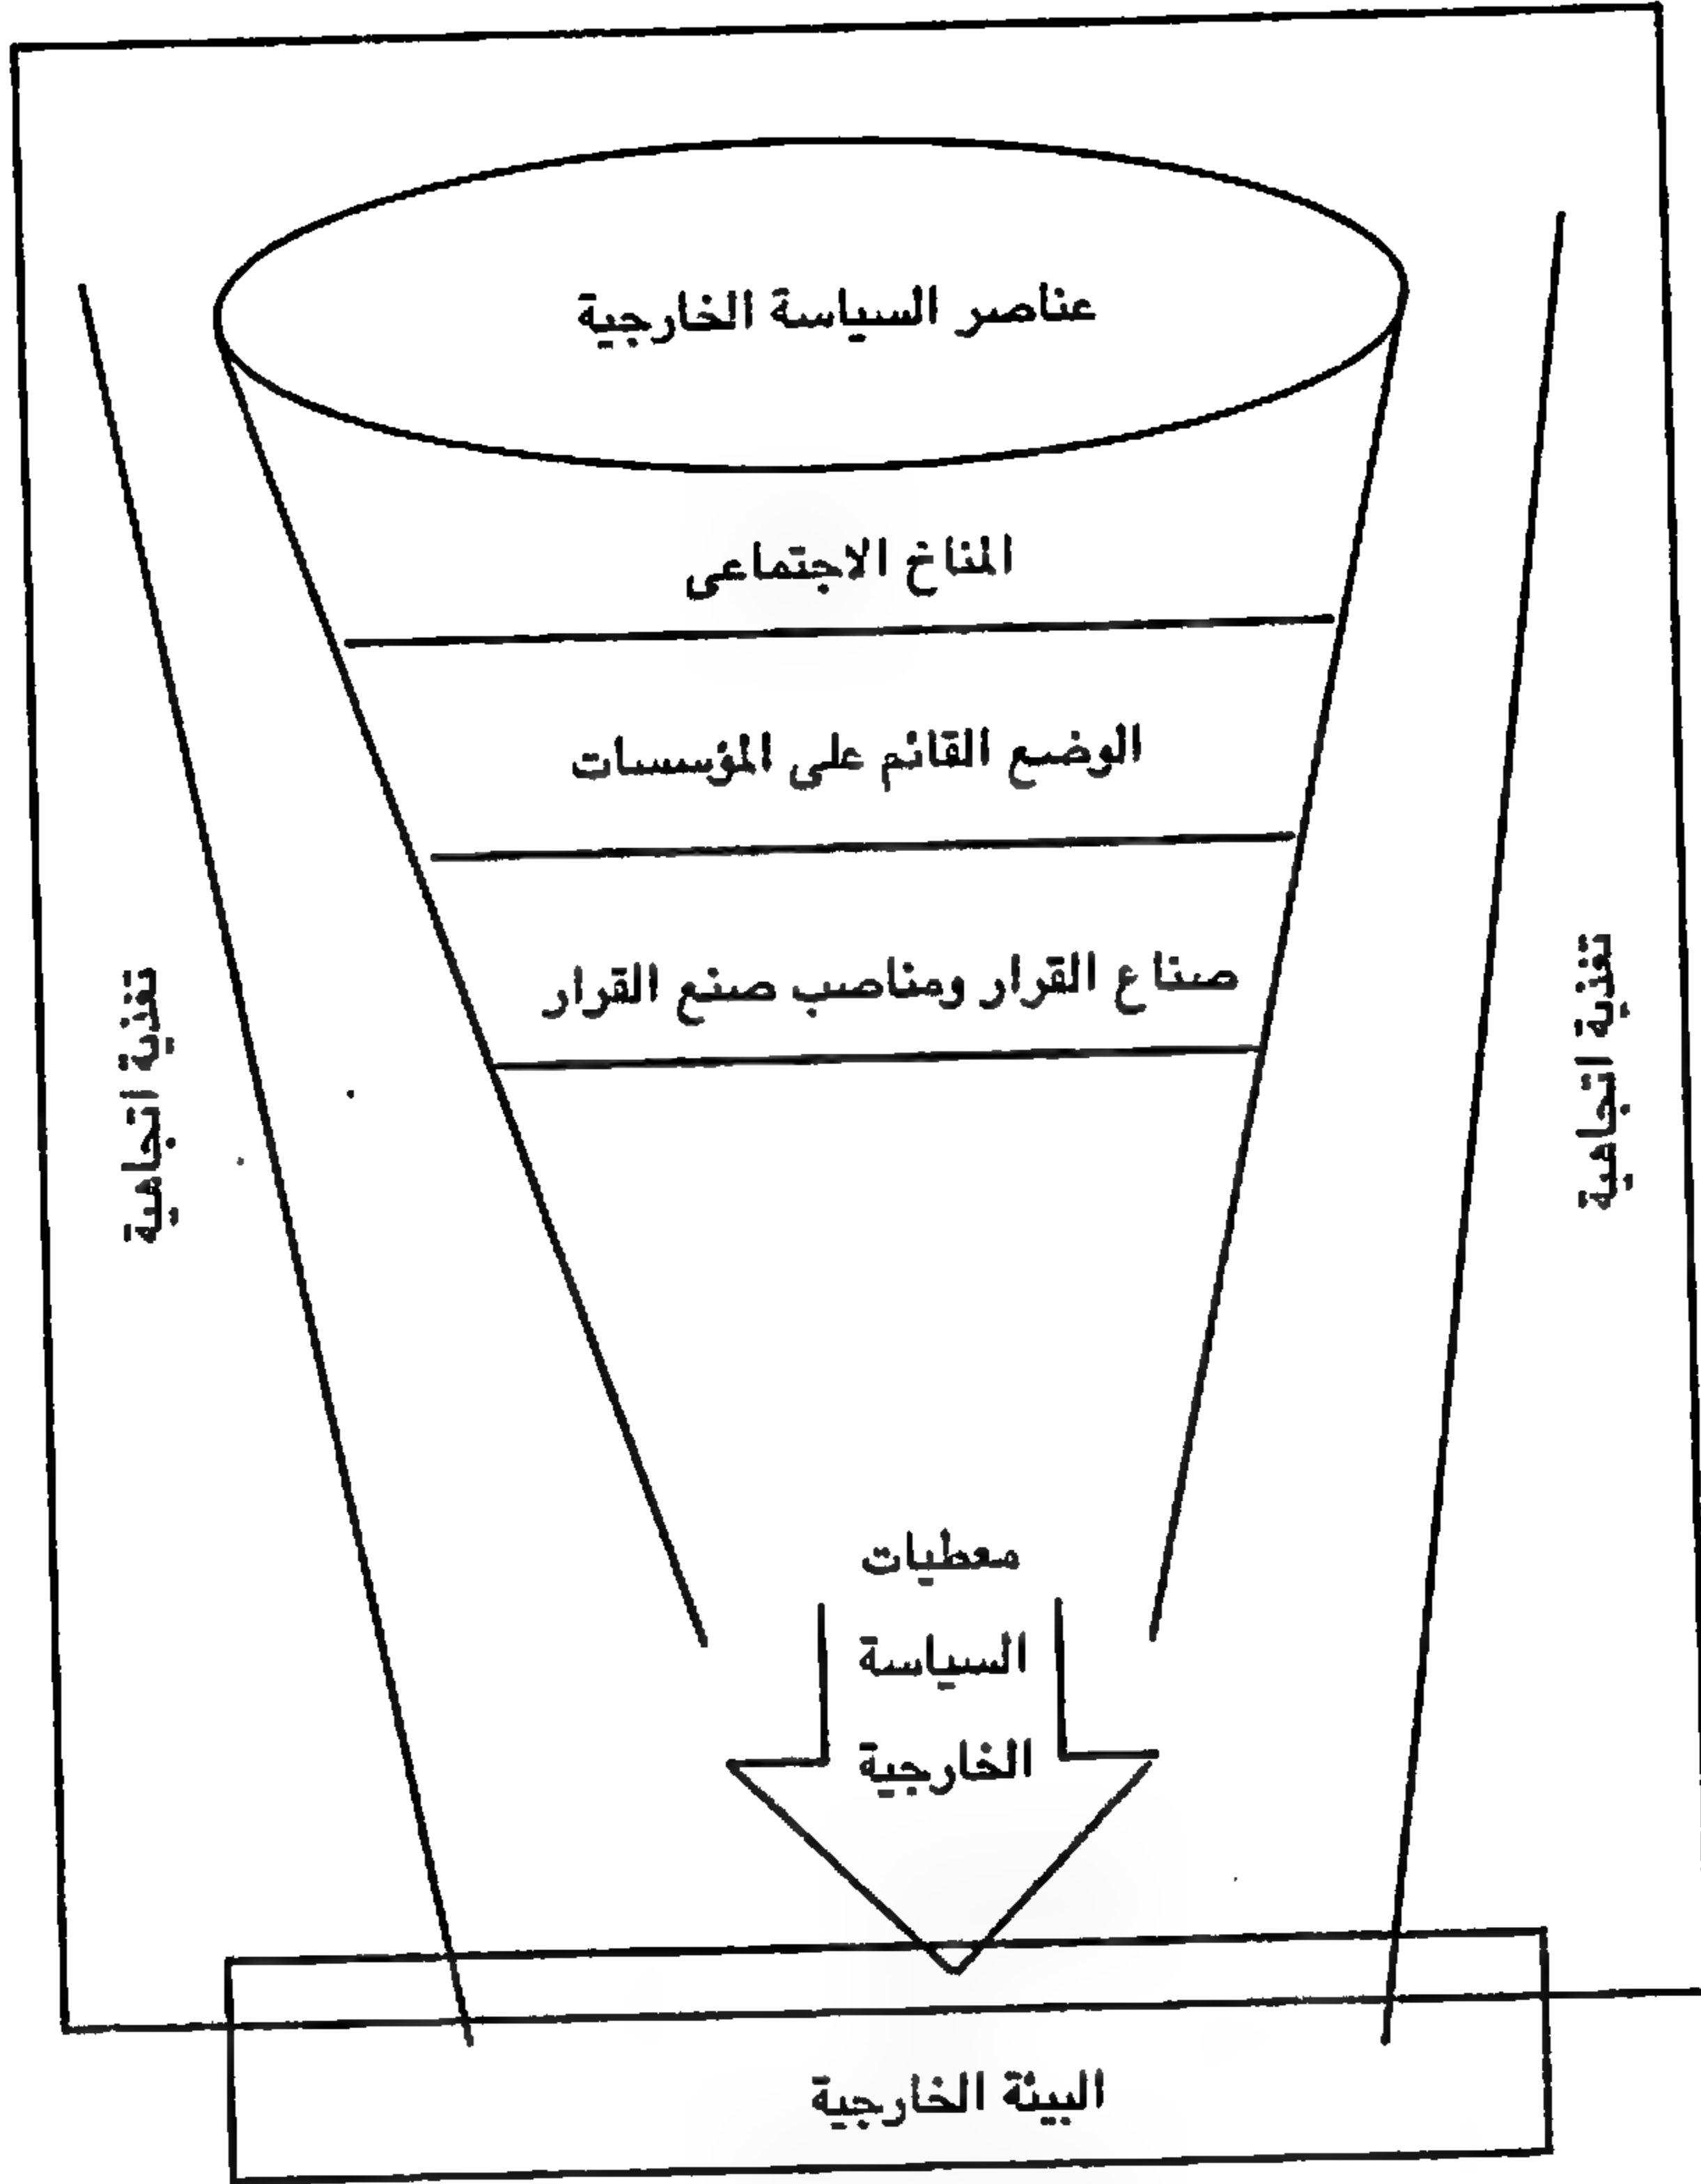 عناصر السياسة الخارجية
المناخ الاجتماعى
الوضع القائم على المؤسسات
صناع القرار ومناصب صنع القرار
تغذية اتجاهية
تغذية اتجاهية
معطيات
السياسة
الخارجية
البيئة الخارجية